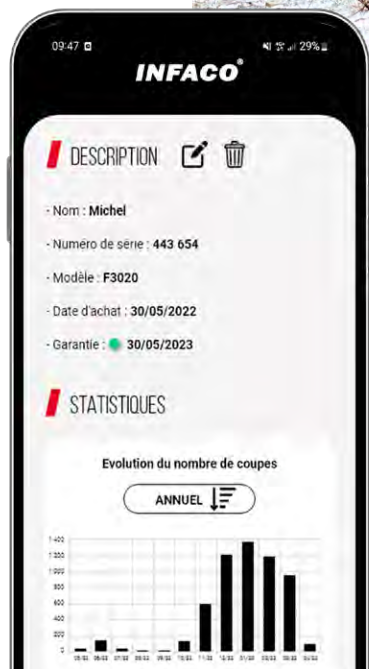 09:47 29%
INFACO®
DESCRIPTION
- Nom : Michel
- Numéro de série : 443 654
- Modèle : F3020
- Date d'achat : 30/05/2022
- Garantie : 30/05/2023
STATISTIQUES
Evolution du nombre de coupes
ANNUEL
1 400
1 200
1 000
800
600
400
200
0